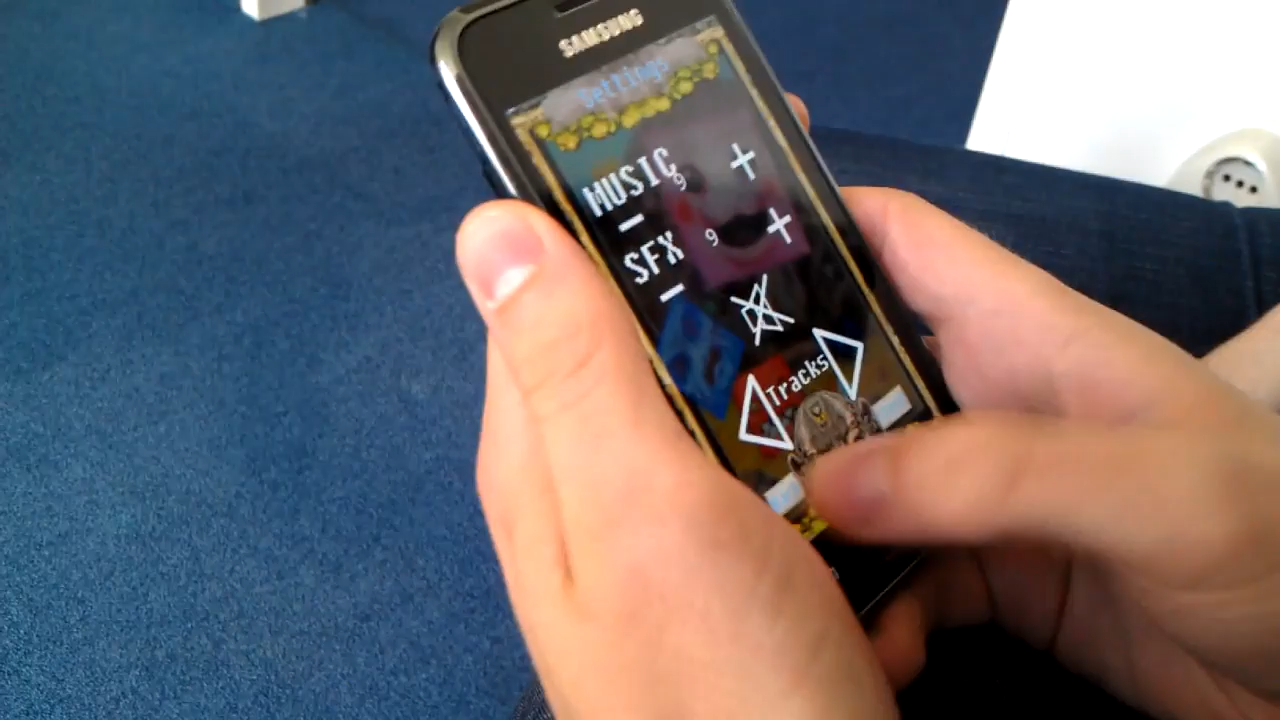 SAMSUNG
Settings
MUSIC 9 +
−
SFX 9 +
−
Tracks